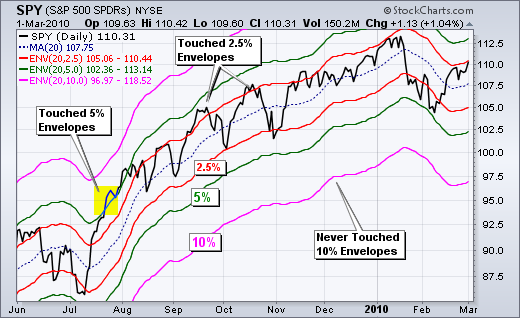 SPY (S&P 500 SPDRs) NYSE
© StockCharts.com
1-Mar-2010 Op 109.63 Hi 110.42 Lo 109.60 Cl 110.31 Vol 150.2M Chg +1.13 (+1.04%)
SPY (Daily) 110.31
MA(20) 107.75
ENV(20,2.5) 105.06 - 110.44
ENV(20,5.0) 102.36 - 113.14
ENV(20,10.0) 96.97 - 118.52
Touched 2.5%
Envelopes
Touched 5%
Envelopes
2.5%
5%
10%
Never Touched
10% Envelopes
112.5
110.0
107.5
105.0
102.5
100.0
97.5
95.0
92.5
90.0
87.5
Jun Jul Aug Sep Oct Nov Dec 2010 Feb Mar